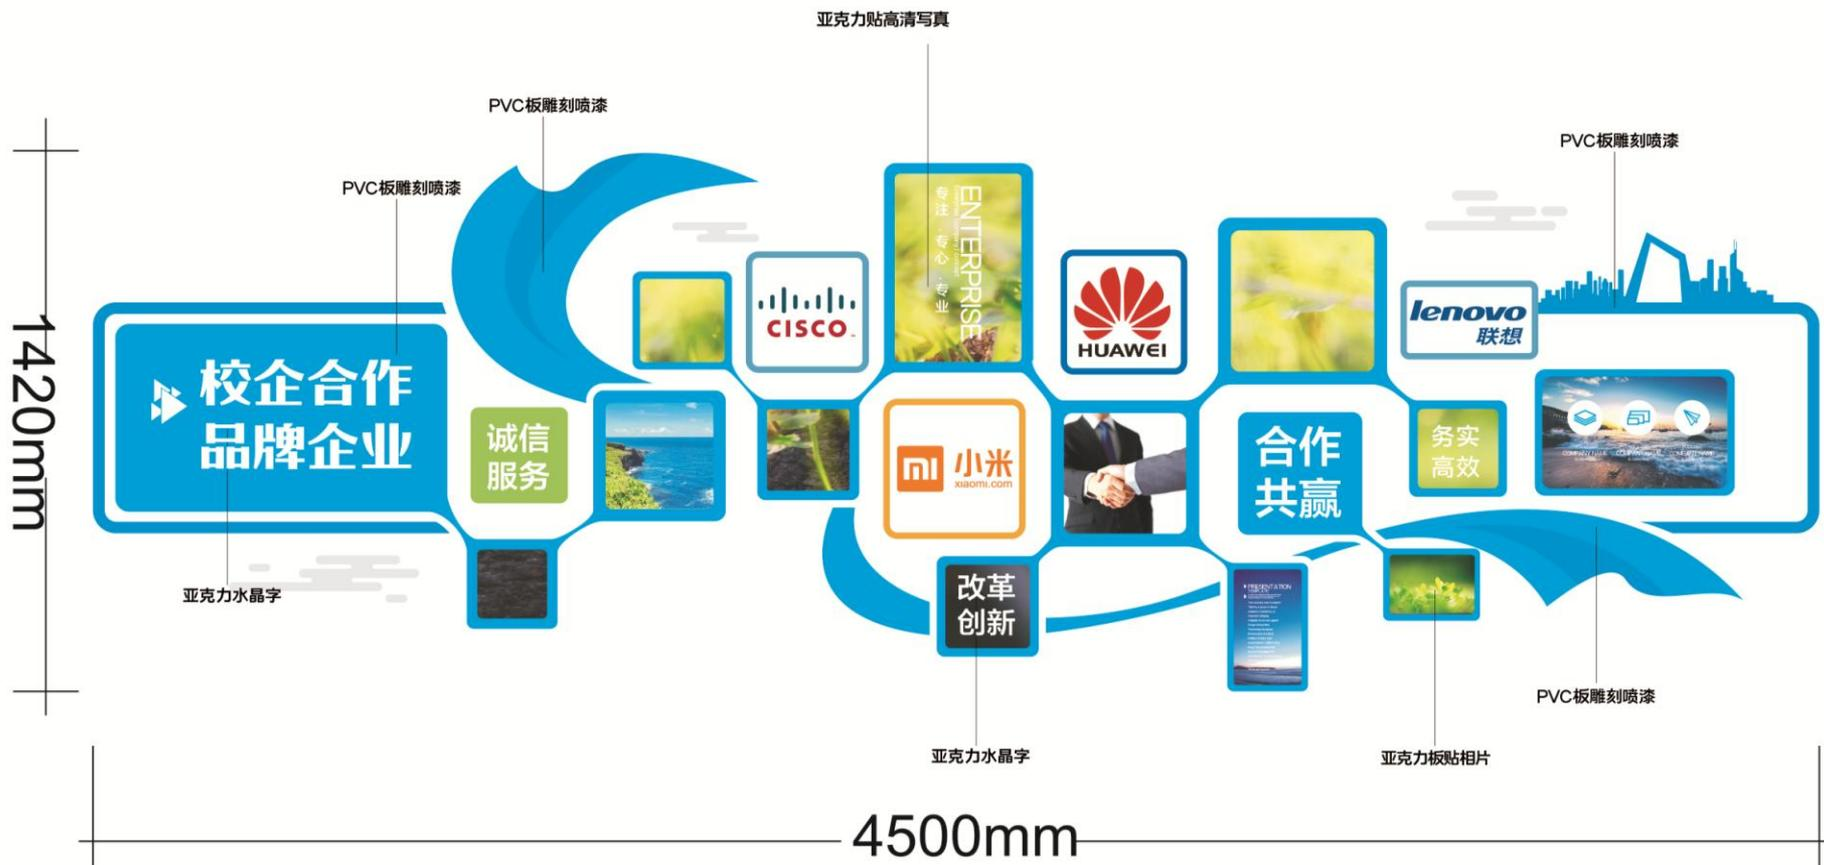 亚克力贴高清写真
PVC板雕刻喷漆
PVC板雕刻喷漆
PVC板雕刻喷漆
1420mm
校企合作
品牌企业
诚信
服务
CISCO
ENTERPRISE
专注·专心·专业
HUAWEI
lenovo
联想
mi 小米
xiaomi.com
合作
共赢
务实
高效
COMPANY NAME
改革
创新
PRESENTATION
TEMPLATE
亚克力水晶字
亚克力水晶字
PVC板雕刻喷漆
亚克力板贴相片
4500mm